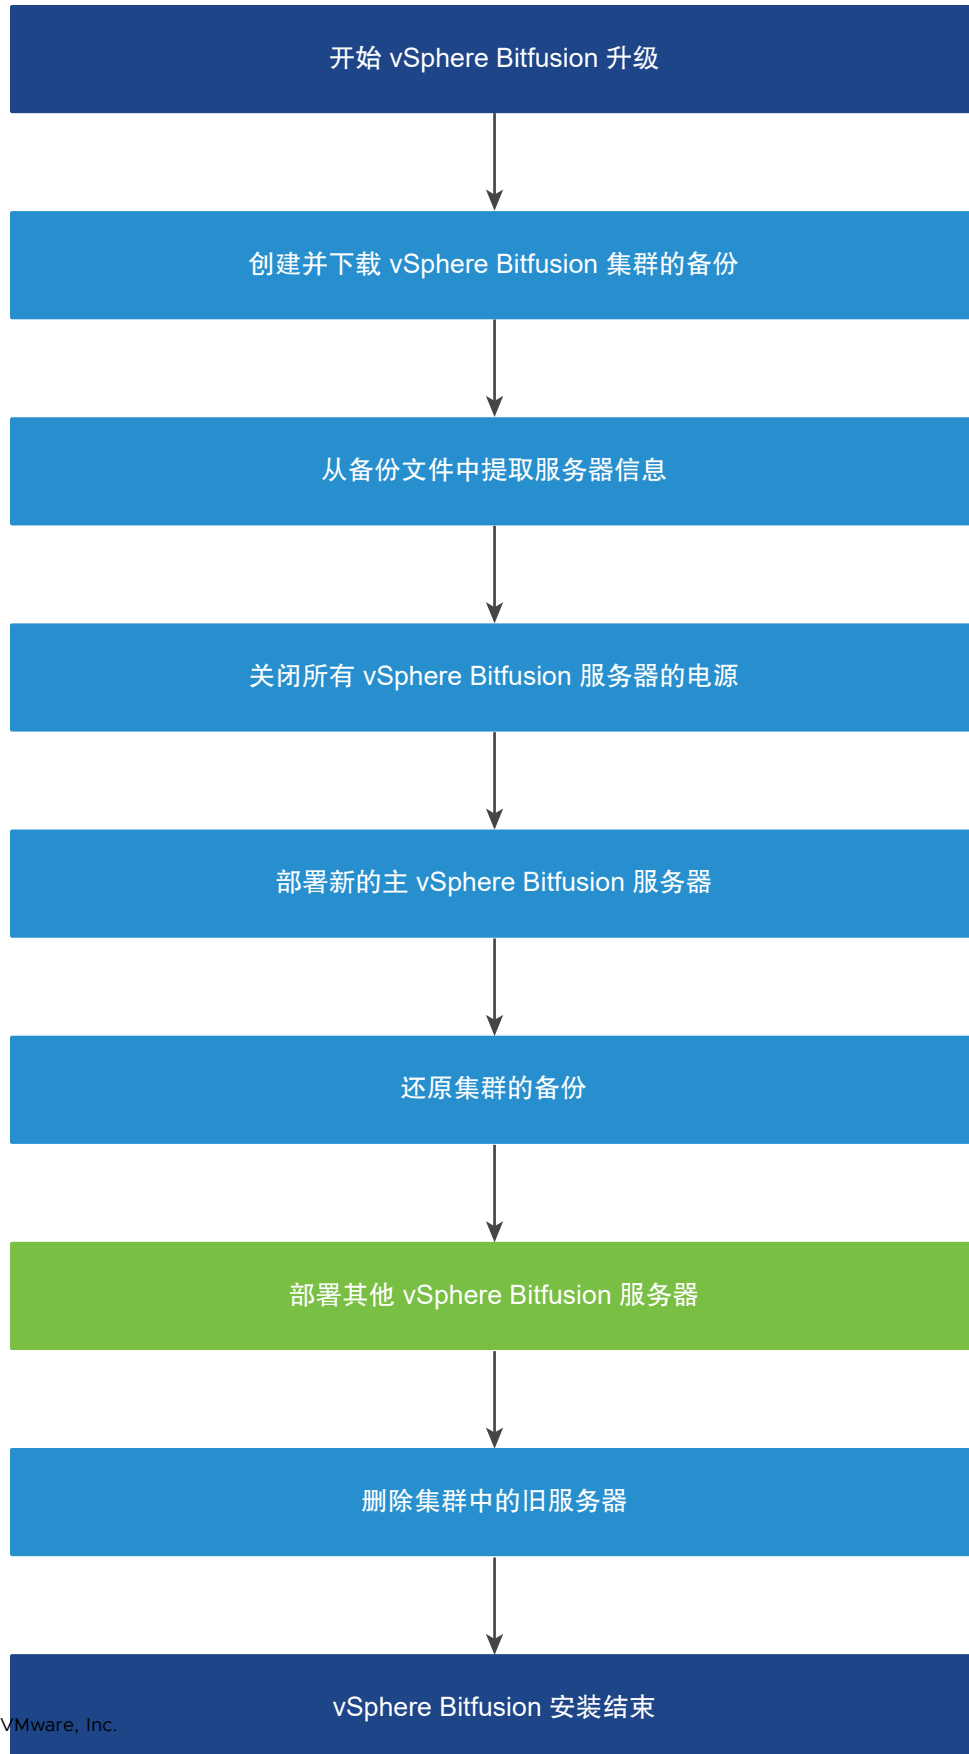 开始 vSphere Bitfusion 升级
创建并下载 vSphere Bitfusion 集群的备份
从备份文件中提取服务器信息
关闭所有 vSphere Bitfusion 服务器的电源
部署新的主 vSphere Bitfusion 服务器
还原集群的备份
部署其他 vSphere Bitfusion 服务器
删除集群中的旧服务器
vSphere Bitfusion 安装结束
VMware, Inc.